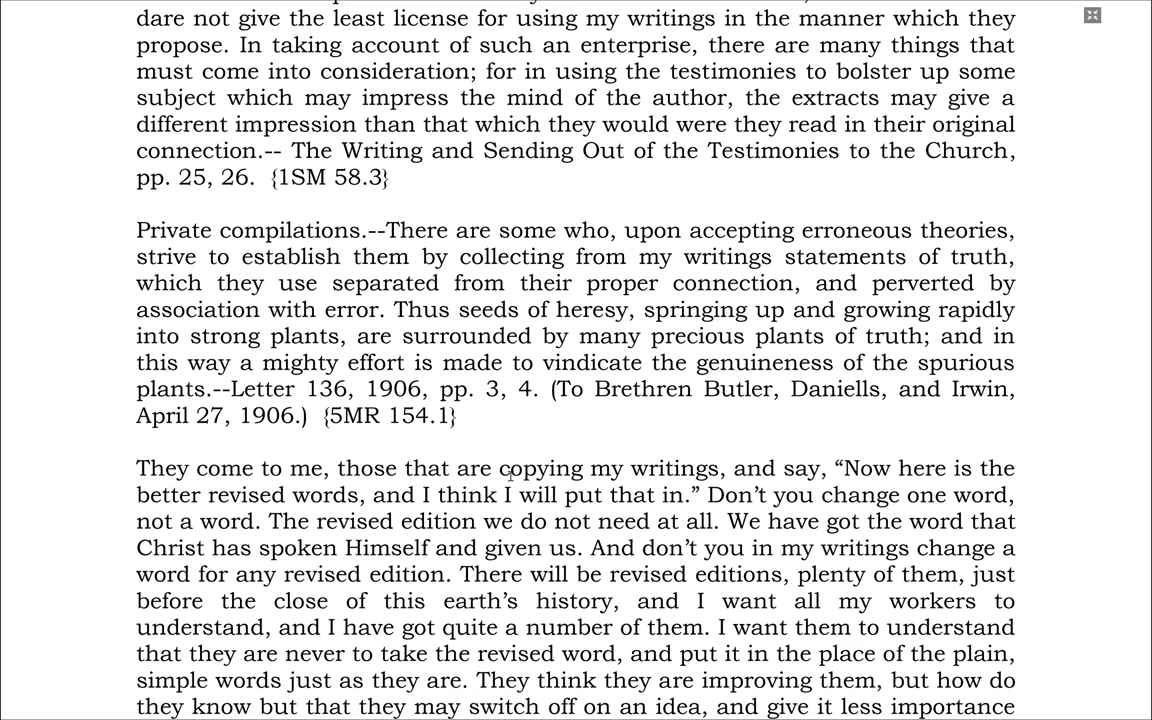 dare not give the least license for using my writings in the manner which they
propose. In taking account of such an enterprise, there are many things that
must come into consideration; for in using the testimonies to bolster up some
subject which may impress the mind of the author, the extracts may give a
different impression than that which they would were they read in their original
connection.-- The Writing and Sending Out of the Testimonies to the Church,
pp. 25, 26. {1SM 58.3}
Private compilations.--There are some who, upon accepting erroneous theories,
strive to establish them by collecting from my writings statements of truth,
which they use separated from their proper connection, and perverted by
association with error. Thus seeds of heresy, springing up and growing rapidly
into strong plants, are surrounded by many precious plants of truth; and in
this way a mighty effort is made to vindicate the genuineness of the spurious
plants.--Letter 136, 1906, pp. 3, 4. (To Brethren Butler, Daniells, and Irwin,
April 27, 1906.) {5MR 154.1}
They come to me, those that are copying my writings, and say, “Now here is the
better revised words, and I think I will put that in.” Don’t you change one word,
not a word. The revised edition we do not need at all. We have got the word that
Christ has spoken Himself and given us. And don’t you in my writings change a
word for any revised edition. There will be revised editions, plenty of them, just
before the close of this earth’s history, and I want all my workers to
understand, and I have got quite a number of them. I want them to understand
that they are never to take the revised word, and put it in the place of the plain,
simple words just as they are. They think they are improving them, but how do
they know but that they may switch off on an idea, and give it less importance